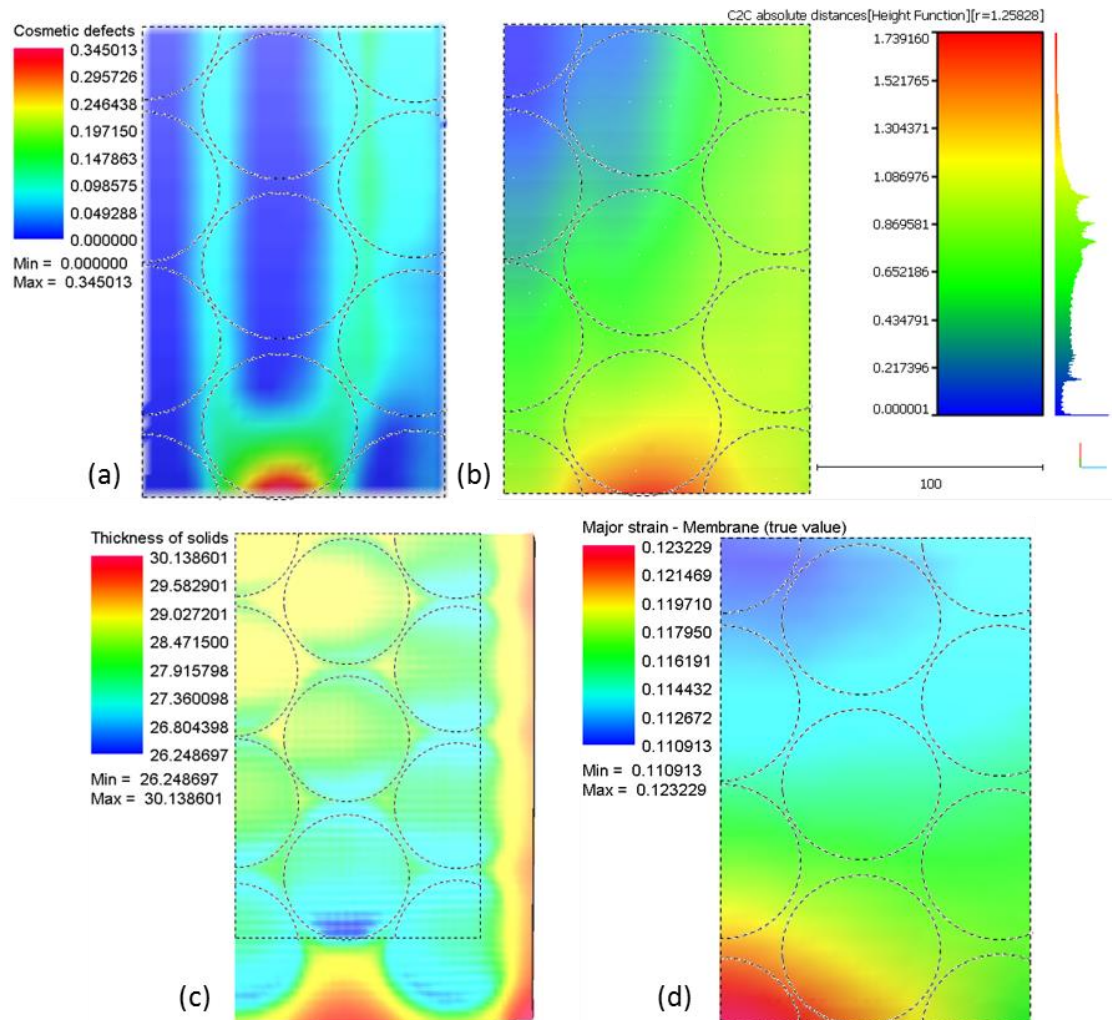 Cosmetic defects
0.345013
0.295726
0.246438
0.197150
0.147863
0.098575
0.049288
0.000000
Min = 0.000000
Max = 0.345013
(a)
C2C absolute distances[Height Function][r=1.25828]
1.739160
1.521765
1.304371
1.086976
0.869581
0.652186
0.434791
0.217396
0.000001
100
(b)
Thickness of solids
30.138601
29.582901
29.027201
28.471500
27.915798
27.360098
26.804398
26.248697
Min = 26.248697
Max = 30.138601
(c)
Major strain - Membrane (true value)
0.123229
0.121469
0.119710
0.117950
0.116191
0.114432
0.112672
0.110913
Min = 0.110913
Max = 0.123229
(d)